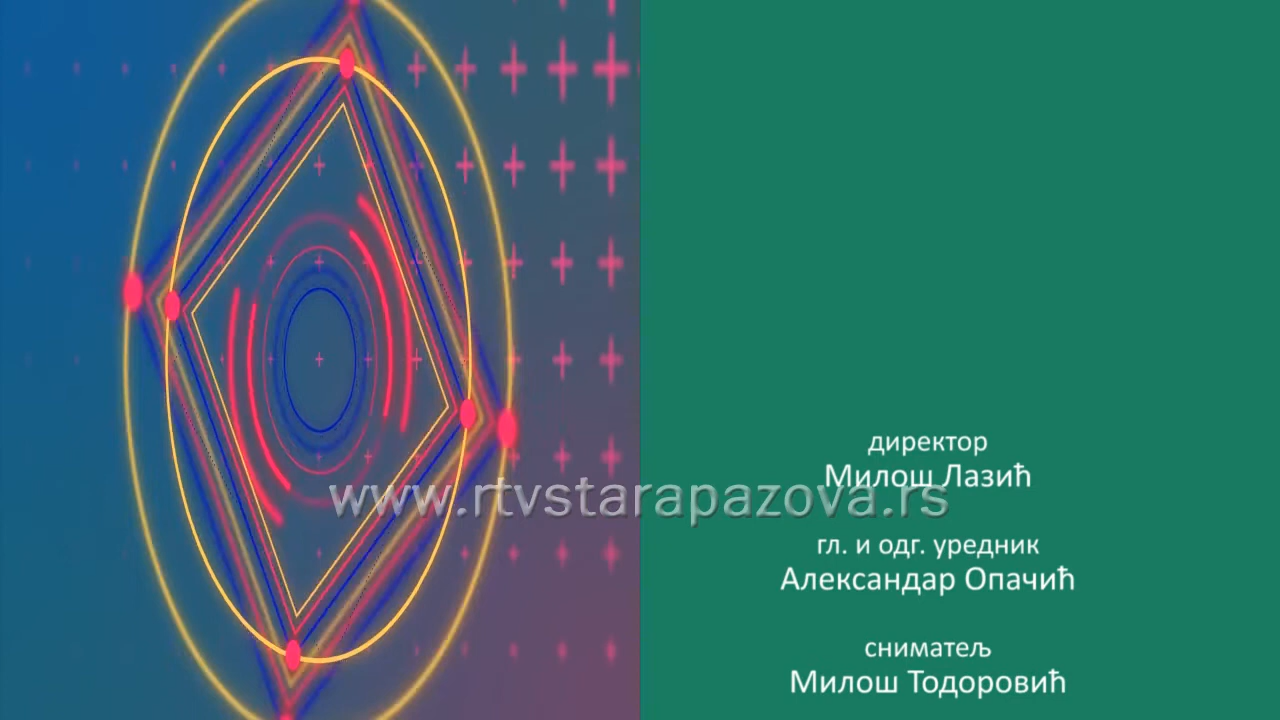 директор
Милош Лазић
www.rtvstarapazova.rs
гл. и одг. уредник
Александар Опачић
сниматељ
Милош Тодоровић